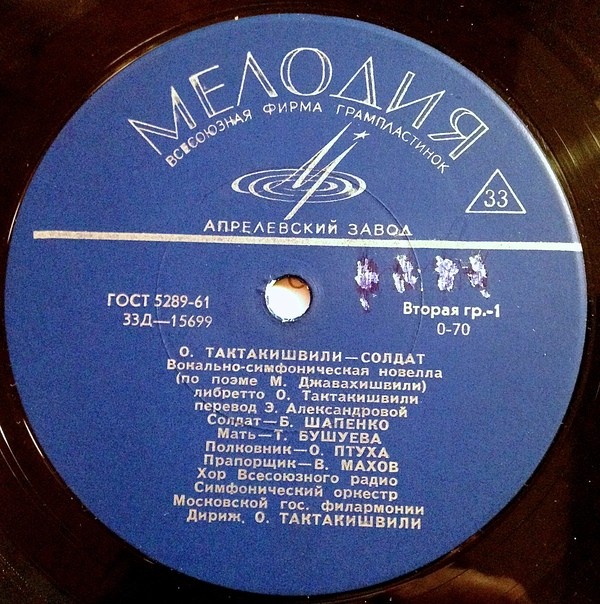 МЕЛОДИЯ
ВСЕСОЮЗНАЯ ФИРМА ГРАМПЛАСТИНОК
33
АПРЕЛЕВСКИЙ ЗАВОД
ГОСТ 5289-61
33Д—15699
Вторая гр.-1
0-70
О. ТАКТАКИШВИЛИ—СОЛДАТ
Вокально-симфоническая новелла
(по поэме М. Джавахишвили)
либретто О. Тактакишвили
перевод Э. Александровой
Солдат—Б. ШАПЕНКО
Мать—Т. БУШУЕВА
Полковник—О. ПТУХА
Прапорщик—В. МАХОВ
Хор Всесоюзного радио
Симфонический оркестр
Московской гос. филармонии
Дириж. О. ТАКТАКИШВИЛИ